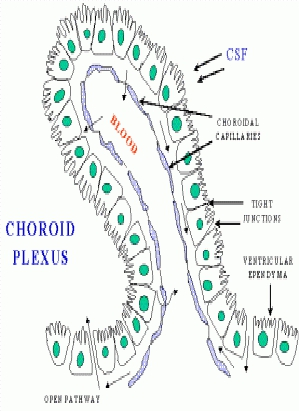 CSF
CHOROIDAL
CAPILLARIES
BLOOD
TIGHT
JUNCTIONS
CHOROID
PLEXUS
VENTRICULAR
EPENDYMA
OPEN PATHWAY